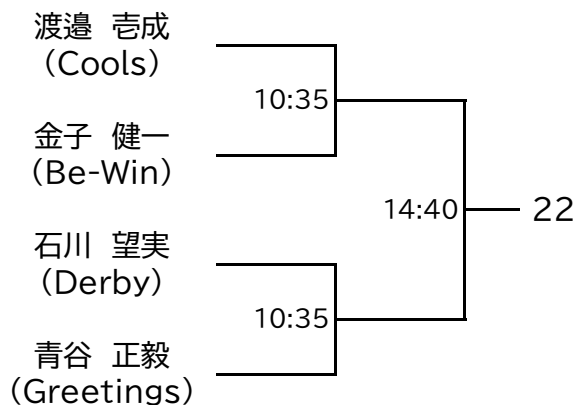 渡邉 壱成
(Cools)
10:35
金子 健一
(Be-Win)
14:40
22
石川 望実
(Derby)
10:35
青谷 正毅
(Greetings)